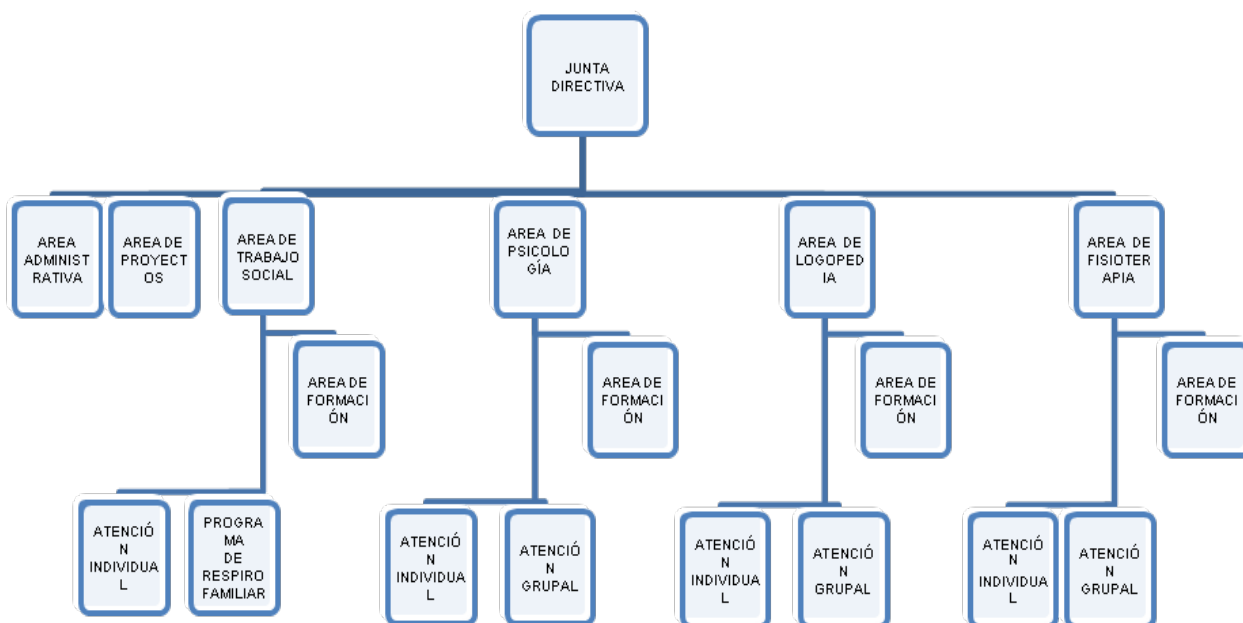 JUNTA
DIRECTIVA
AREA
ADMINIST
RATIVA
AREA DE
PROYECT
OS
AREA DE
TRABAJO
SOCIAL
AREA DE
PSICOLO
GÍA
AREA DE
LOGOPED
IA
AREA DE
FISIOTER
APIA
AREA DE
FORMACI
ÓN
AREA DE
FORMACI
ÓN
AREA DE
FORMACI
ÓN
AREA DE
FORMACI
ÓN
ATENCIÓ
N
INDIVIDUA
L
PROGRA
MA
DE
RESPIRO
FAMILIAR
ATENCIÓ
N
INDIVIDUA
L
ATENCIÓ
N
GRUPAL
ATENCIÓ
N
INDIVIDUA
L
ATENCIÓ
N
GRUPAL
ATENCIÓ
N
INDIVIDUA
L
ATENCIÓ
N
GRUPAL